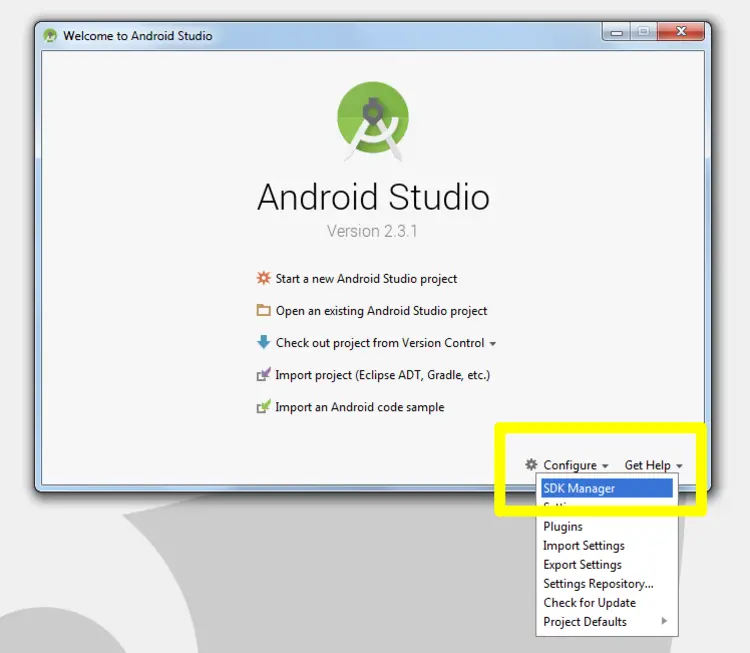 Welcome to Android Studio
Android Studio
Version 2.3.1
Start a new Android Studio project
Open an existing Android Studio project
Check out project from Version Control
Import project (Eclipse ADT, Gradle, etc.)
Import an Android code sample
Configure Get Help
SDK Manager
Plugins
Import Settings
Export Settings
Settings Repository...
Check for Update
Project Defaults